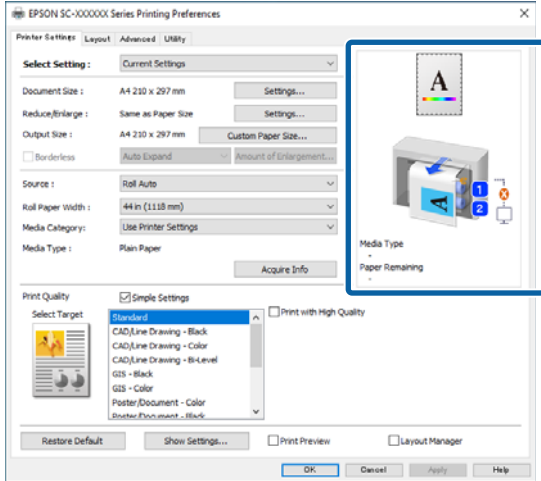 EPSON SC-XXXXXX Series Printing Preferences
Printer Settings Layout Advanced Utility
Select Setting : Current Settings
Document Size : A4 210 x 297 mm Settings...
Reduce/Enlarge : Same as Paper Size Settings...
Output Size : A4 210 x 297 mm Custom Paper Size...
Borderless Auto Expand Amount of Enlargement...
Source : Roll Auto
Roll Paper Width : 44 in (1118 mm)
Media Category: Use Printer Settings
Media Type : Plain Paper
Acquire Info
A
A
1
2
Media Type
-
Paper Remaining
-
Print Quality Simple Settings
Select Target
Standard
CAD/Line Drawing - Black
CAD/Line Drawing - Color
CAD/Line Drawing - Bi-Level
GIS - Black
GIS - Color
Poster/Document - Color
Poster/Document - Black
Print with High Quality
Restore Default Show Settings... Print Preview Layout Manager
OK Cancel Apply Help